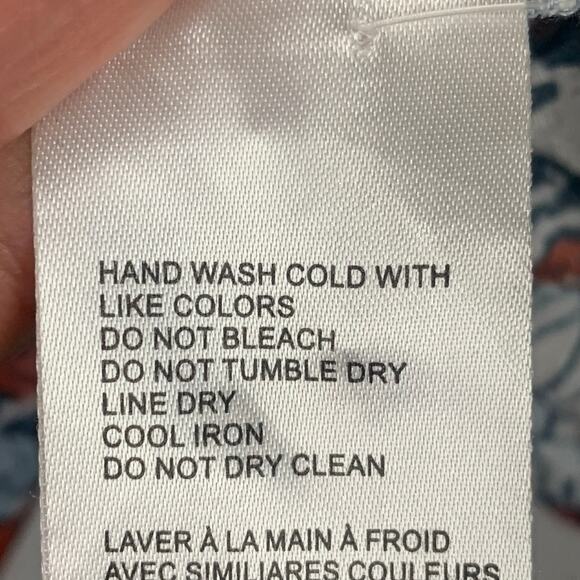 HAND WASH COLD WITH
LIKE COLORS
DO NOT BLEACH
DO NOT TUMBLE DRY
LINE DRY
COOL IRON
DO NOT DRY CLEAN
LAVER À LA MAIN À FROID
AVEC SIMILIARES COULEURS